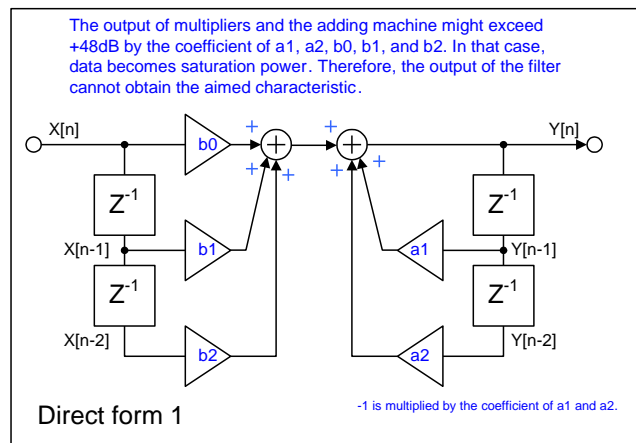 The output of multipliers and the adding machine might exceed
+48dB by the coefficient of a1, a2, b0, b1, and b2. In that case,
data becomes saturation power. Therefore, the output of the filter
cannot obtain the aimed characteristic.
X[n]
Y[n]
b0
+
+
+
+
+
+
+
+
Z-1
Z-1
X[n-1]
b1
a1
Y[n-1]
Z-1
Z-1
X[n-2]
b2
a2
Y[n-2]
Direct form 1
-1 is multiplied by the coefficient of a1 and a2.